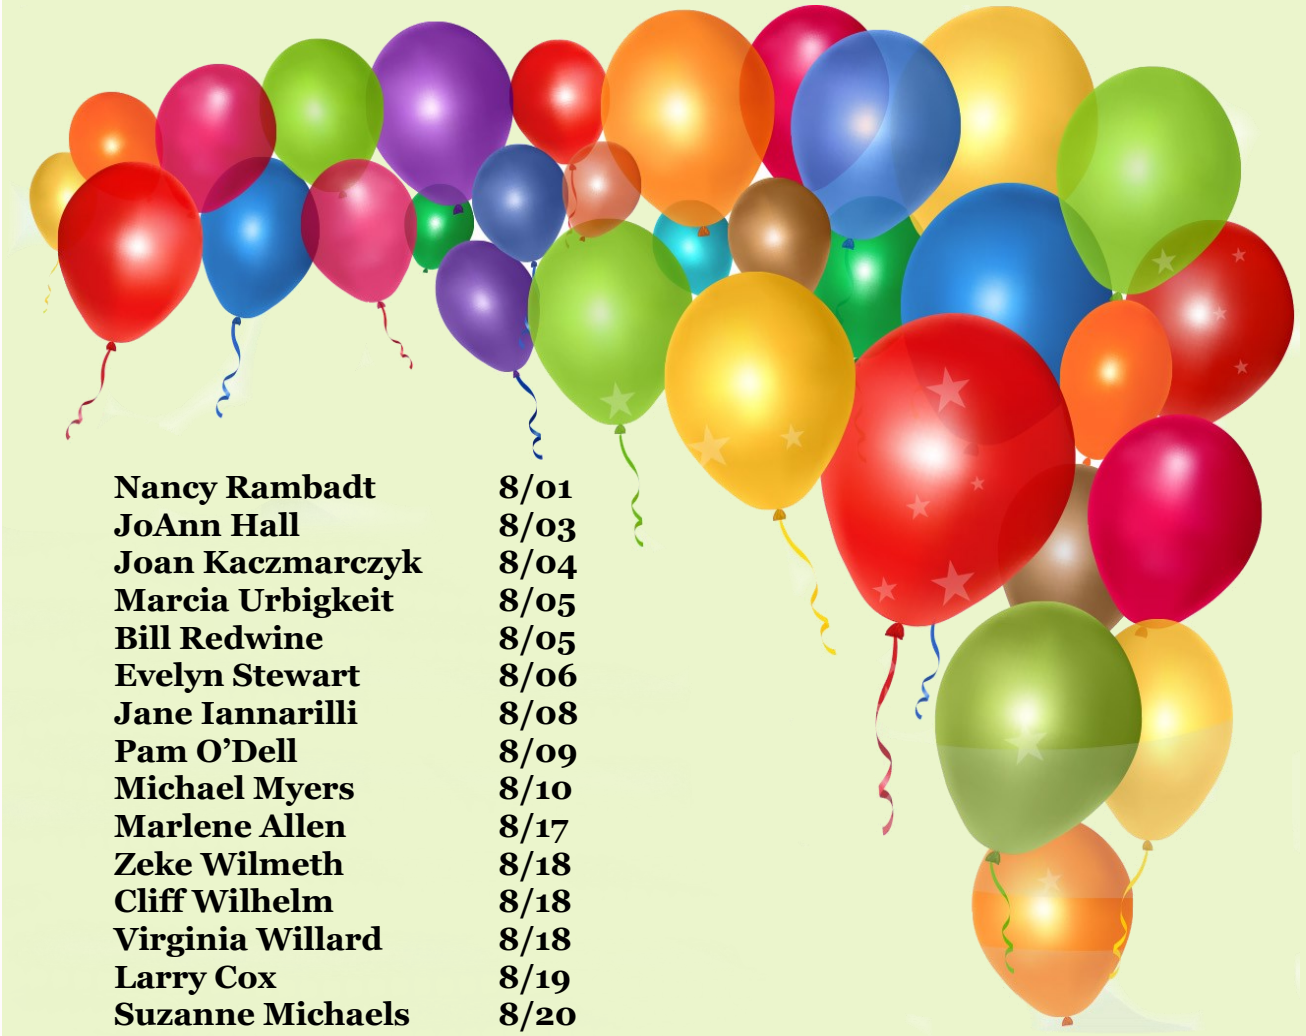 Nancy Rambadt 8/01
JoAnn Hall 8/03
Joan Kaczmarczyk 8/04
Marcia Urbigkeit 8/05
Bill Redwine 8/05
Evelyn Stewart 8/06
Jane Iannarilli 8/08
Pam O’Dell 8/09
Michael Myers 8/10
Marlene Allen 8/17
Zeke Wilmeth 8/18
Cliff Wilhelm 8/18
Virginia Willard 8/18
Larry Cox 8/19
Suzanne Michaels 8/20